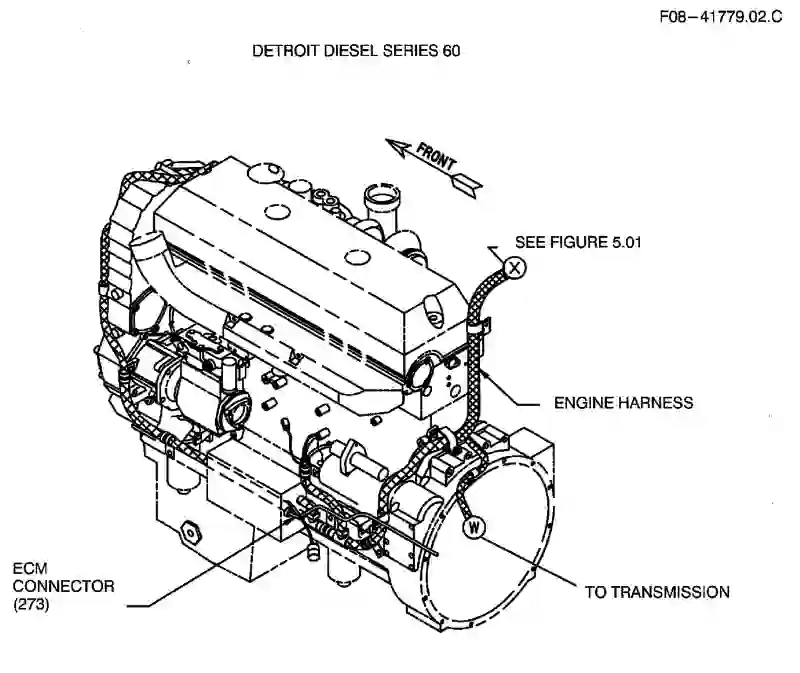 F08-41779.02.C
DETROIT DIESEL SERIES 60
FRONT
SEE FIGURE 5.01
X
ENGINE HARNESS
W
ECM
CONNECTOR
(273)
TO TRANSMISSION